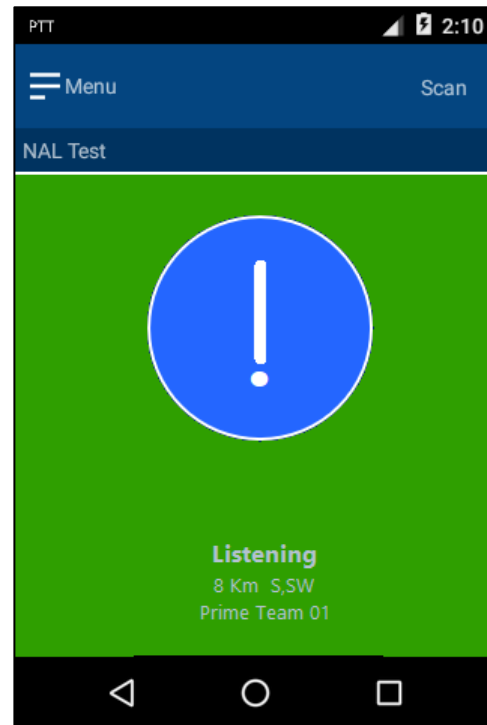 PTT 2:10
Menu Scan
NAL Test
Listening
8 Km S,SW
Prime Team 01